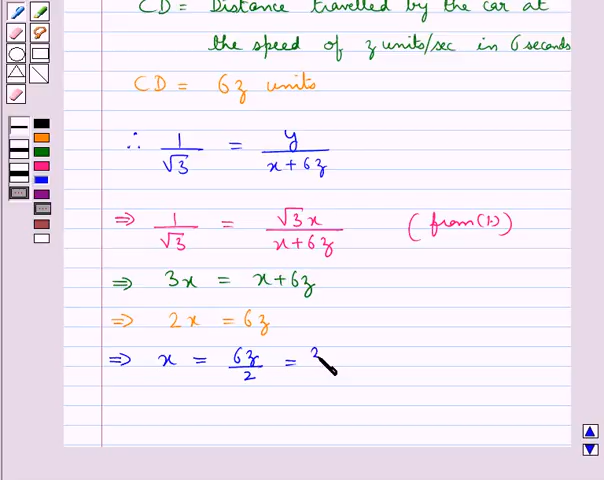 CD = Distance travelled by the car at
the speed of z units/sec in 6 seconds
CD = 6z units
∴ 1/√3 = y/(x+6z)
⇒ 1/√3 = √3x/(x+6z) (from(1))
⇒ 3x = x+6z
⇒ 2x = 6z
⇒ x = 6z/2 = 3